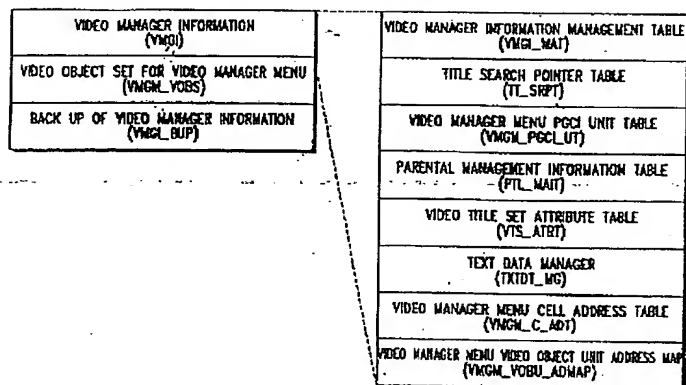 VIDEO MANAGER INFORMATION
(VMGI)
VIDEO OBJECT SET FOR VIDEO MANAGER MENU
(VMGM_VOBS)
BACK UP OF VIDEO MANAGER INFORMATION
(VMGI_BUP)
VIDEO MANAGER INFORMATION MANAGEMENT TABLE
(VMGI_MAT)
TITLE SEARCH POINTER TABLE
(TT_SRPT)
VIDEO MANAGER MENU PGCI UNIT TABLE
(VMGM_PGCI_UT)
PARENTAL MANAGEMENT INFORMATION TABLE
(PTL_MAIT)
VIDEO TITLE SET ATTRIBUTE TABLE
(VTS_ATRT)
TEXT DATA MANAGER
(TXTDT_MG)
VIDEO MANAGER MENU CELL ADDRESS TABLE
(VMGM_C_ADT)
VIDEO MANAGER MENU VIDEO OBJECT UNIT ADDRESS MAP
(VMGM_VOBU_ADMAP)